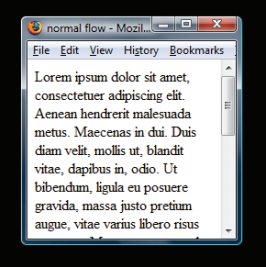 normal flow - Mozil...
File Edit View History Bookmarks
Lorem ipsum dolor sit amet,
consectetuer adipiscing elit.
Aenean hendrerit malesuada
metus. Maecenas in dui. Duis
diam velit, mollis ut, blandit
vitae, dapibus in, odio. Ut
bibendum, ligula eu posuere
gravida, massa justo pretium
augue, vitae varius libero risus